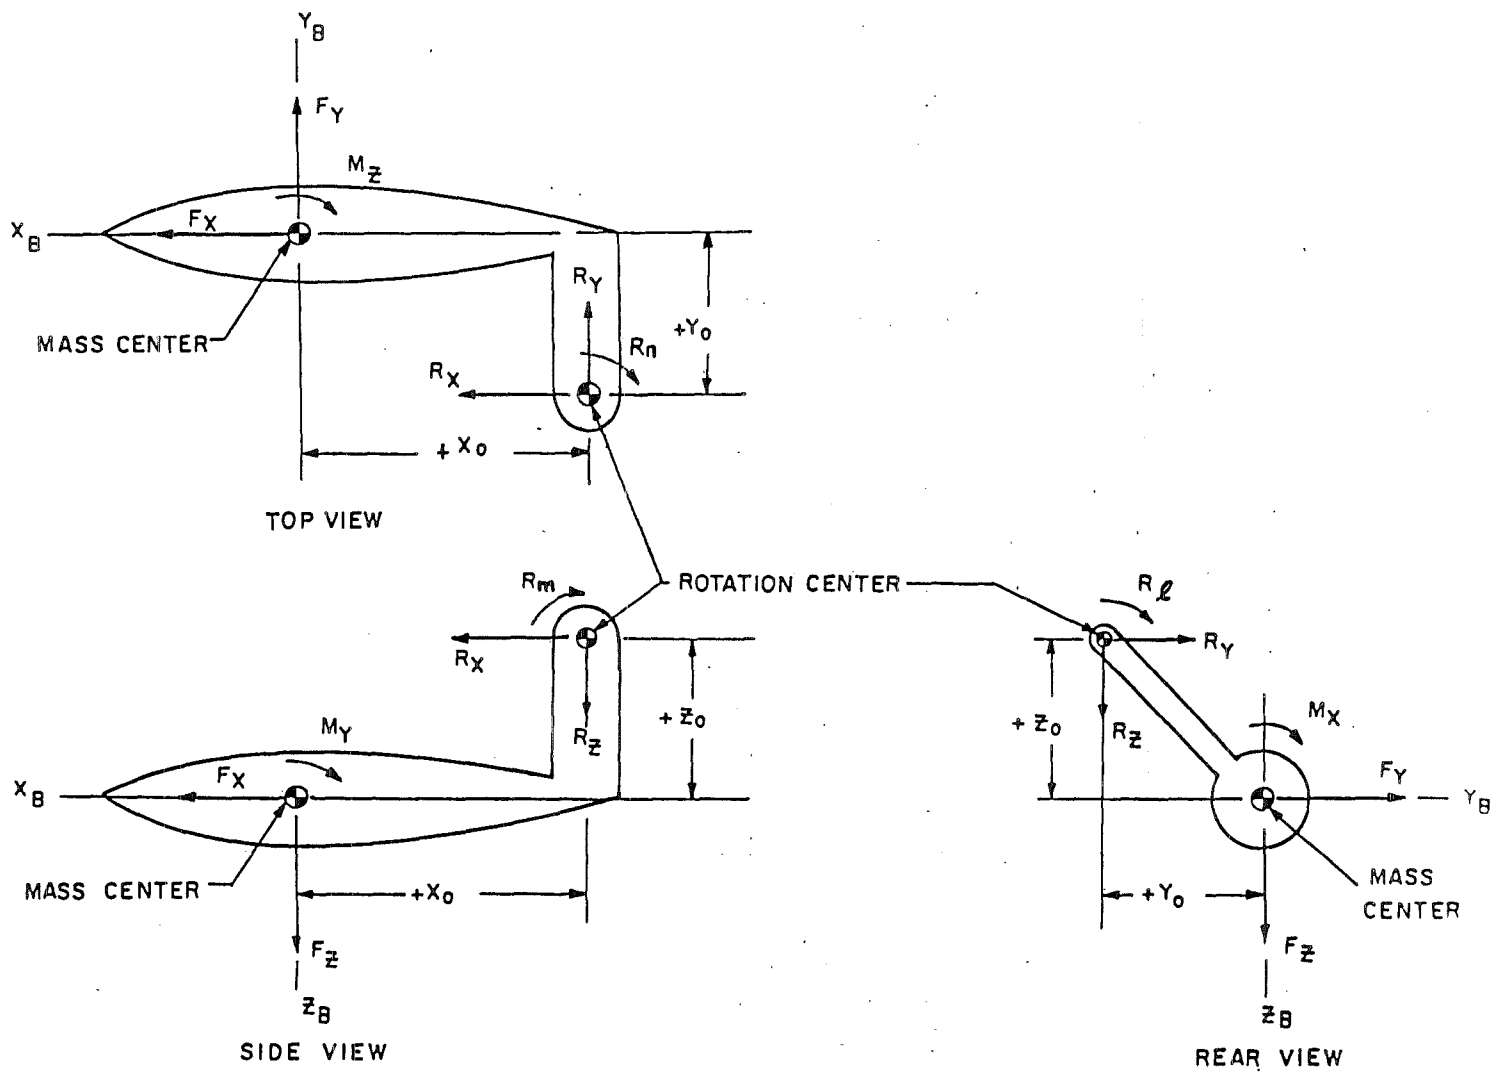 Y_B
F_Y
M_Z
F_X
X_B
R_Y
MASS CENTER
+Y_0
R_n
R_X
+ X_0
TOP VIEW
R_m
ROTATION CENTER
R_ℓ
R_X
R_Y
+ Z_0
+ Z_0
R_Z
R_Z
M_Y
M_X
F_X
F_Y
X_B
Y_B
MASS CENTER
+X_0
+Y_0
MASS
CENTER
F_Z
F_Z
Z_B
Z_B
SIDE VIEW
REAR VIEW